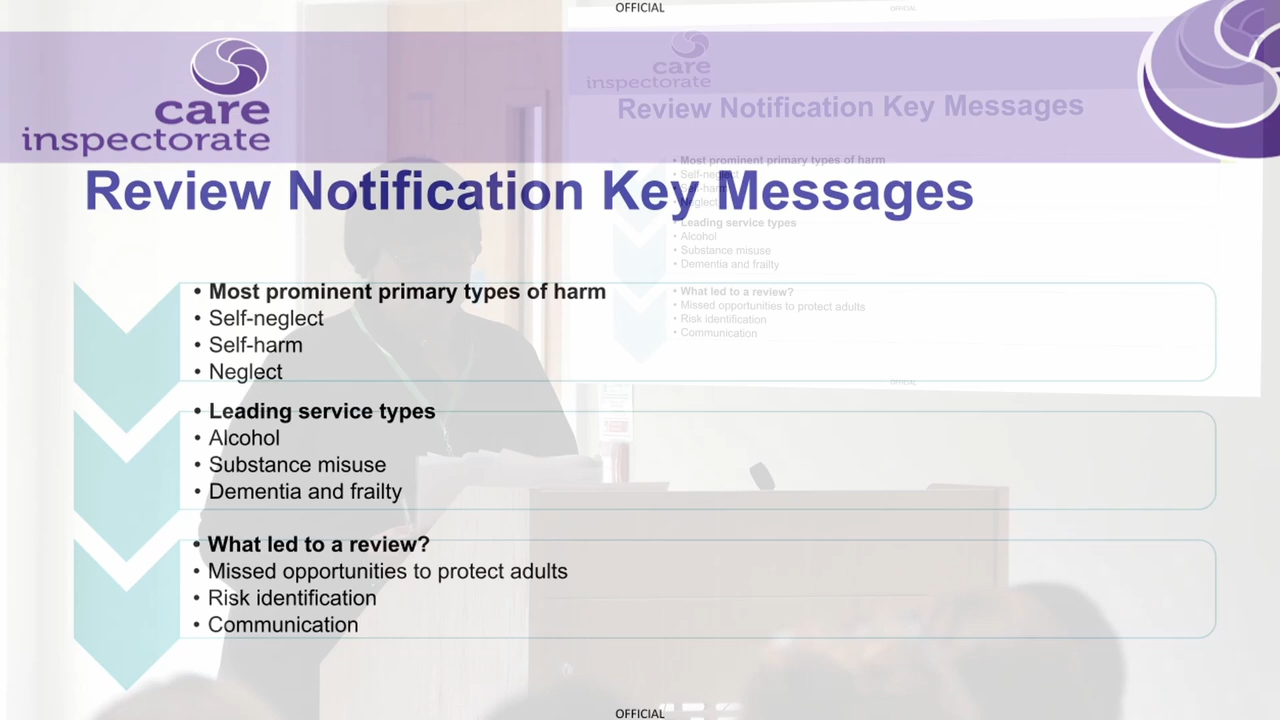 OFFICIAL
OFFICIAL
care
inspectorate
care
inspectorate
Review Notification Key Messages
Review Notification Key Messages
• Most prominent primary types of harm
• Self-neglect
• Self-harm
• Neglect
• Leading service types
• Alcohol
• Substance misuse
• Dementia and frailty
• What led to a review?
• Missed opportunities to protect adults
• Risk identification
• Communication
• Most prominent primary types of harm
• Self-neglect
• Self-harm
• Neglect
• Leading service types
• Alcohol
• Substance misuse
• Dementia and frailty
• What led to a review?
• Missed opportunities to protect adults
• Risk identification
• Communication
OFFICIAL
OFFICIAL